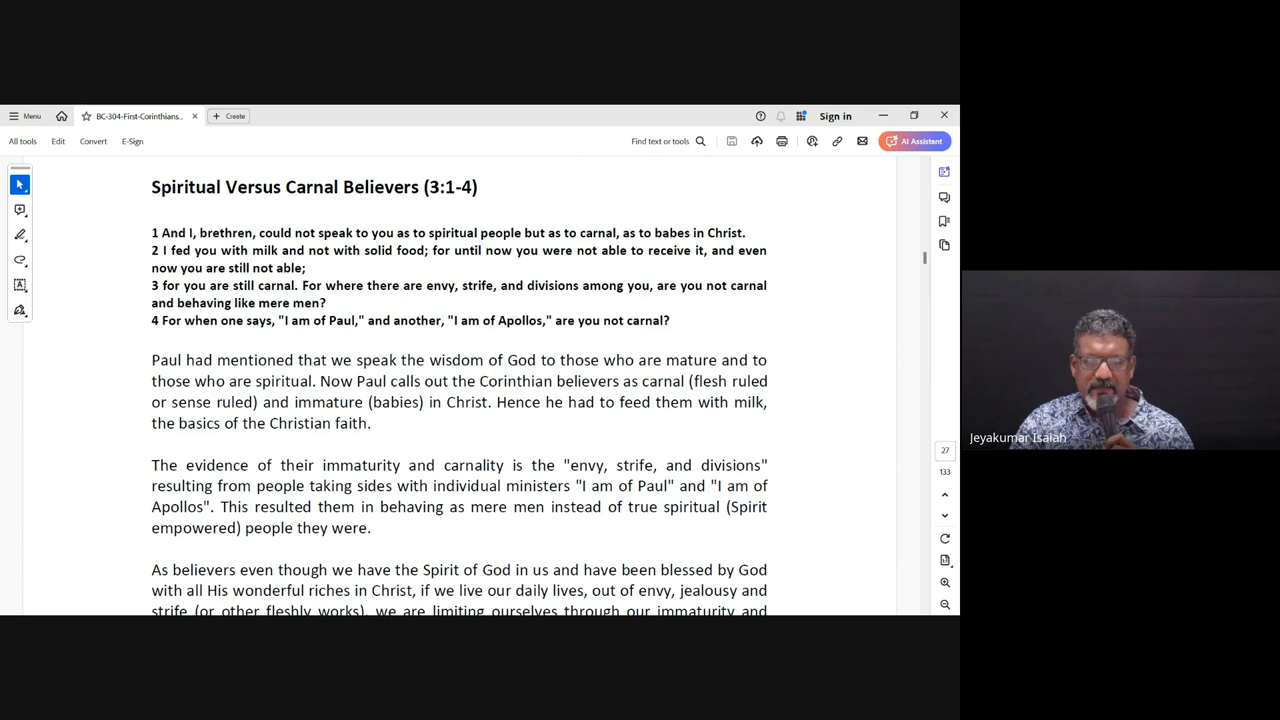 Menu
BC-304-First-Corinthians..
Create
Sign in
All tools
Edit
Convert
E-Sign
Find text or tools
AI Assistant
Spiritual Versus Carnal Believers (3:1-4)
1 And I, brethren, could not speak to you as to spiritual people but as to carnal, as to babes in Christ.
2 I fed you with milk and not with solid food; for until now you were not able to receive it, and even
now you are still not able;
3 for you are still carnal. For where there are envy, strife, and divisions among you, are you not carnal
and behaving like mere men?
4 For when one says, "I am of Paul," and another, "I am of Apollos," are you not carnal?
Paul had mentioned that we speak the wisdom of God to those who are mature and to
those who are spiritual. Now Paul calls out the Corinthian believers as carnal (flesh ruled
or sense ruled) and immature (babies) in Christ. Hence he had to feed them with milk,
the basics of the Christian faith.
The evidence of their immaturity and carnality is the "envy, strife, and divisions"
resulting from people taking sides with individual ministers "I am of Paul" and "I am of
Apollos". This resulted them in behaving as mere men instead of true spiritual (Spirit
empowered) people they were.
As believers even though we have the Spirit of God in us and have been blessed by God
with all His wonderful riches in Christ, if we live our daily lives, out of envy, jealousy and
strife (or other fleshly works), we are limiting ourselves through our immaturity and
27
133
Jeyakumar Isaiah